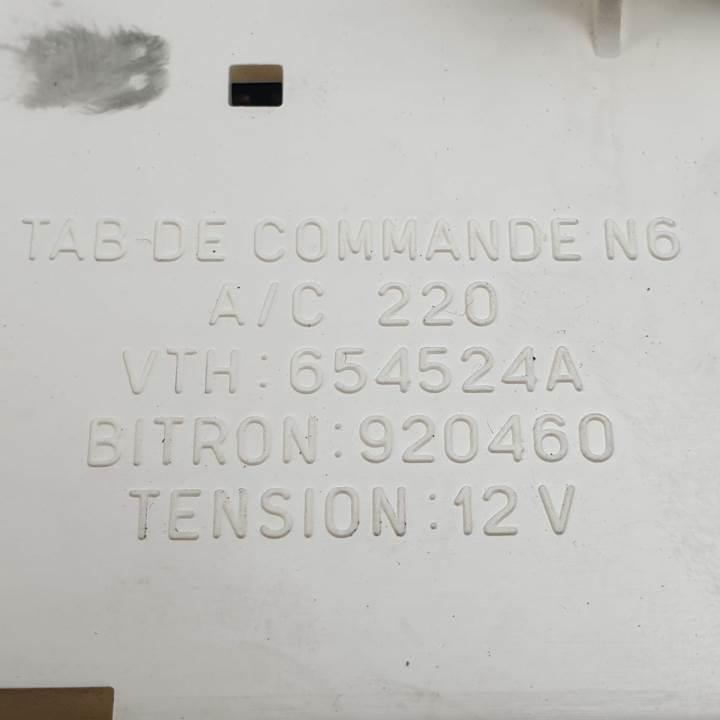 TAB DE COMMANDE N6
A/C 220
VTH:654524A
BITRON:920460
TENSION:12V